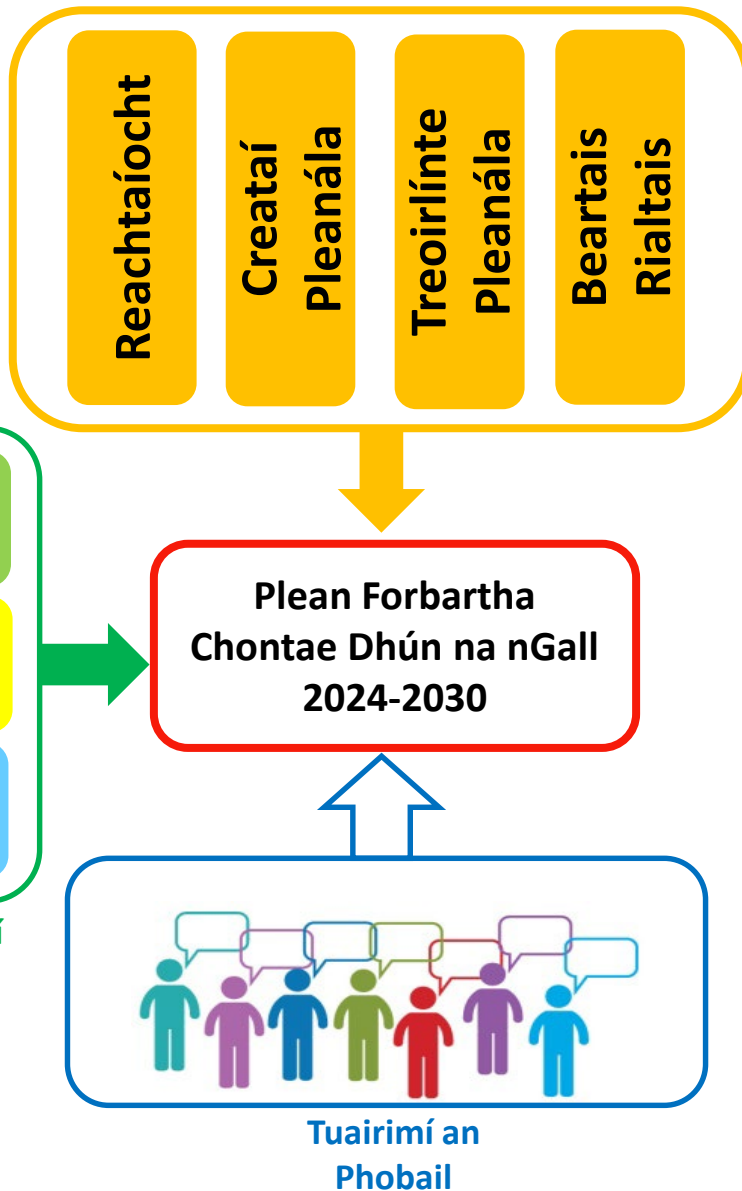 Reachtaíocht
Creataí
Pleanála
Treoirlínte
Pleanála
Beartais
Rialtais
Plean Forbartha
Chontae Dhún na nGall
2024-2030
Tuairimí an
Phobail